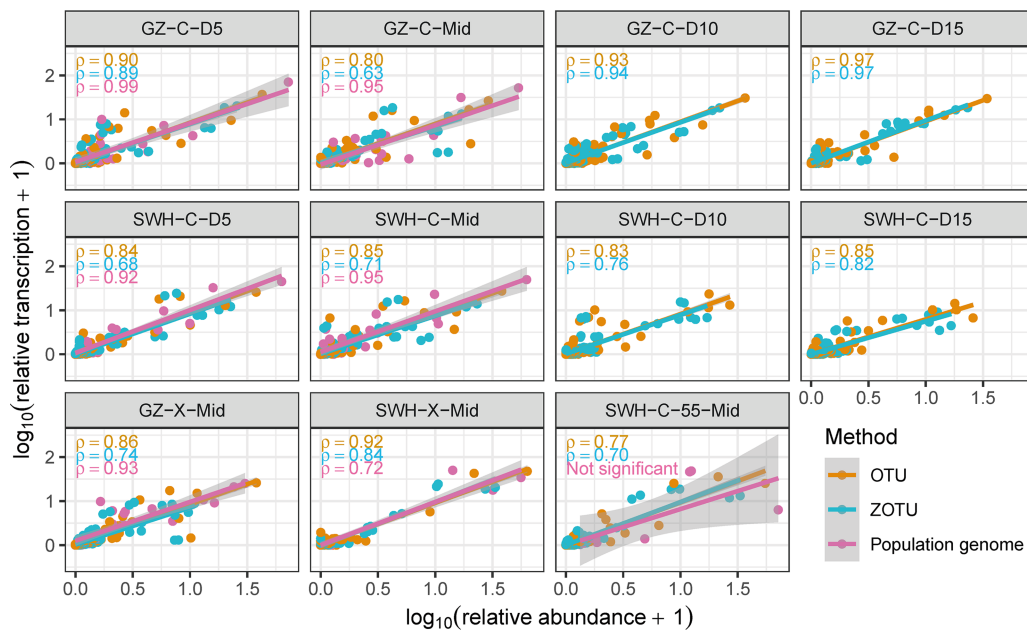 GZ−C−D5
GZ−C−Mid
GZ−C−D10
GZ−C−D15
ρ = 0.90
ρ = 0.89
ρ = 0.99
ρ = 0.80
ρ = 0.63
ρ = 0.95
ρ = 0.93
ρ = 0.94
ρ = 0.97
ρ = 0.97
2
1
0
SWH−C−D5
SWH−C−Mid
SWH−C−D10
SWH−C−D15
ρ = 0.84
ρ = 0.68
ρ = 0.92
ρ = 0.85
ρ = 0.71
ρ = 0.95
ρ = 0.83
ρ = 0.76
ρ = 0.85
ρ = 0.82
2
1
0
0.0 0.5 1.0 1.5
GZ−X−Mid
SWH−X−Mid
SWH−C−55−Mid
ρ = 0.86
ρ = 0.74
ρ = 0.93
ρ = 0.92
ρ = 0.84
ρ = 0.72
ρ = 0.77
ρ = 0.70
Not significant
2
1
0
0.0 0.5 1.0 1.5
0.0 0.5 1.0 1.5
0.0 0.5 1.0 1.5
log10(relative transcription + 1)
log10(relative abundance + 1)
Method
OTU
ZOTU
Population genome